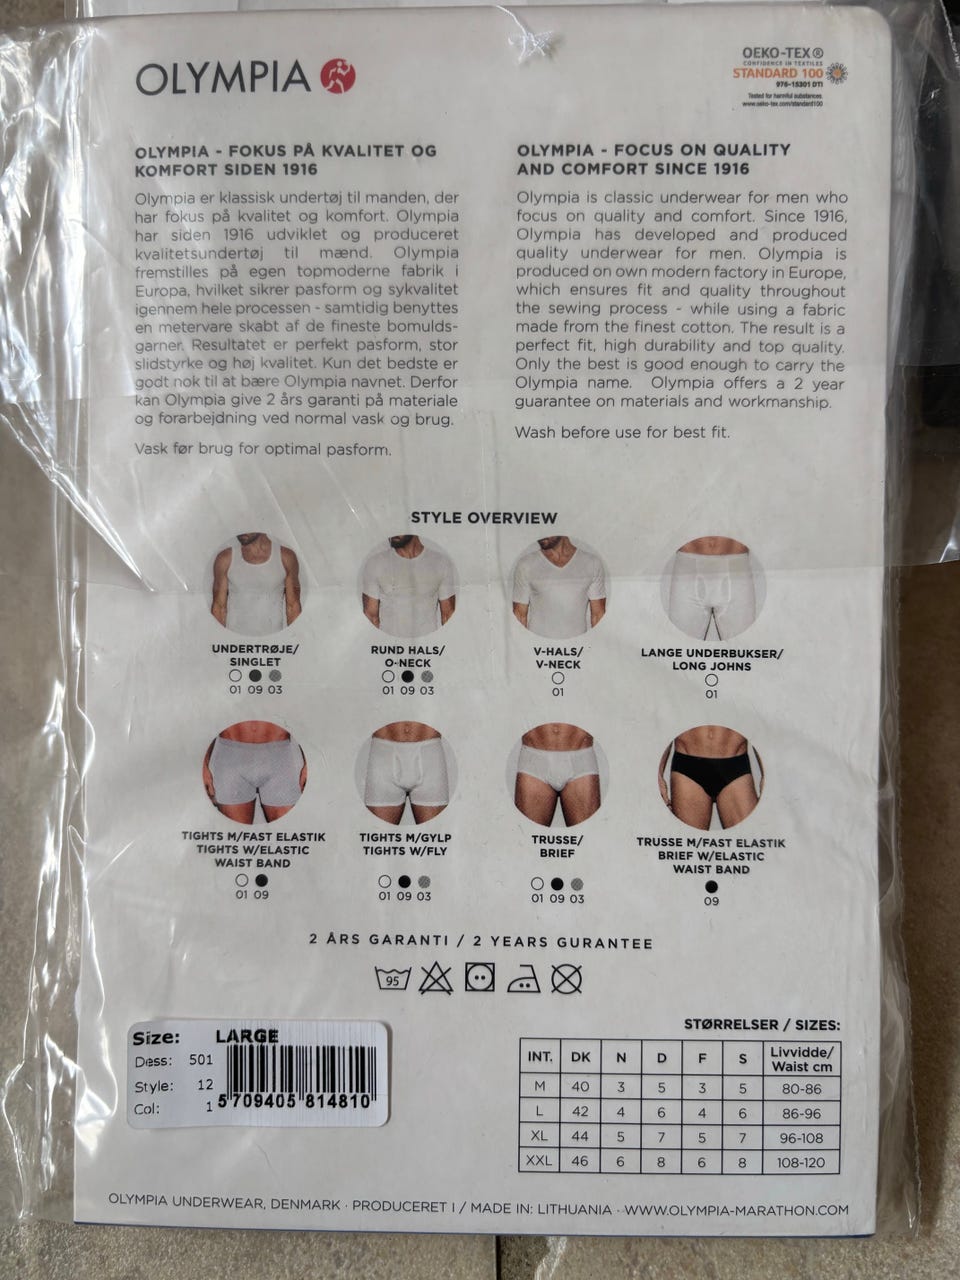 OLYMPIA
OEKO-TEX®
CONFIDENCE IN TEXTILES
STANDARD 100
976-15301 DTI
Tested for harmful substances.
www.oeko-tex.com/standard100
OLYMPIA - FOKUS PÅ KVALITET OG
KOMFORT SIDEN 1916
Olympia er klassisk undertøj til manden, der
har fokus på kvalitet og komfort. Olympia
har siden 1916 udviklet og produceret
kvalitetsundertøj til mænd. Olympia
fremstilles på egen topmoderne fabrik i
Europa, hvilket sikrer pasform og sykvalitet
igennem hele processen - samtidig benyttes
en metervare skabt af de fineste bomulds-
garner. Resultatet er perfekt pasform, stor
slidstyrke og høj kvalitet. Kun det bedste er
godt nok til at bære Olympia navnet. Derfor
kan Olympia give 2 års garanti på materiale
og forarbejdning ved normal vask og brug.
Vask før brug for optimal pasform.
OLYMPIA - FOCUS ON QUALITY
AND COMFORT SINCE 1916
Olympia is classic underwear for men who
focus on quality and comfort. Since 1916,
Olympia has developed and produced
quality underwear for men. Olympia is
produced on own modern factory in Europe,
which ensures fit and quality throughout
the sewing process - while using a fabric
made from the finest cotton. The result is a
perfect fit, high durability and top quality.
Only the best is good enough to carry the
Olympia name. Olympia offers a 2 year
guarantee on materials and workmanship.
Wash before use for best fit.
STYLE OVERVIEW
UNDERTRØJE/
SINGLET
01 09 03
RUND HALS/
O-NECK
01 09 03
V-HALS/
V-NECK
01
LANGE UNDERBUKSER/
LONG JOHNS
01
TIGHTS M/FAST ELASTIK
TIGHTS W/ELASTIC
WAIST BAND
01 09
TIGHTS M/GYLP
TIGHTS W/FLY
01 09 03
TRUSSE/
BRIEF
01 09 03
TRUSSE M/FAST ELASTIK
BRIEF W/ELASTIC
WAIST BAND
09
2 ÅRS GARANTI / 2 YEARS GURANTEE
95
Size: LARGE
Dess: 501
Style: 12
Col: 1
5709405814810
STØRRELSER / SIZES:
INT. DK N D F S Livvidde/
Waist cm
M 40 3 5 3 5 80-86
L 42 4 6 4 6 86-96
XL 44 5 7 5 7 96-108
XXL 46 6 8 6 8 108-120
OLYMPIA UNDERWEAR, DENMARK · PRODUCERET I / MADE IN: LITHUANIA · WWW.OLYMPIA-MARATHON.COM